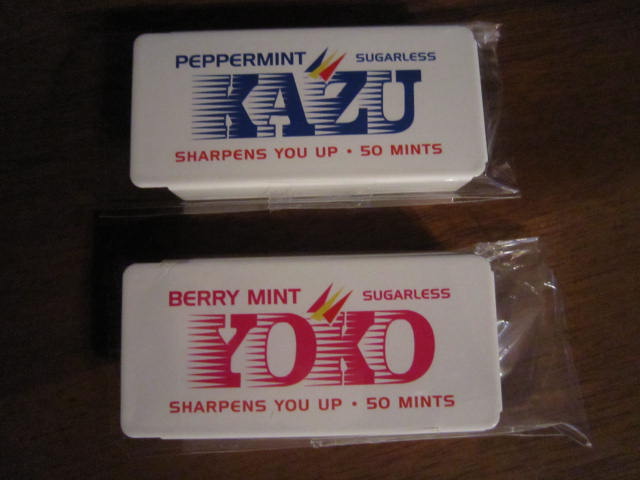 PEPPERMINT SUGARLESS
KAZU
SHARPENS YOU UP • 50 MINTS
BERRY MINT SUGARLESS
YOKO
SHARPENS YOU UP • 50 MINTS